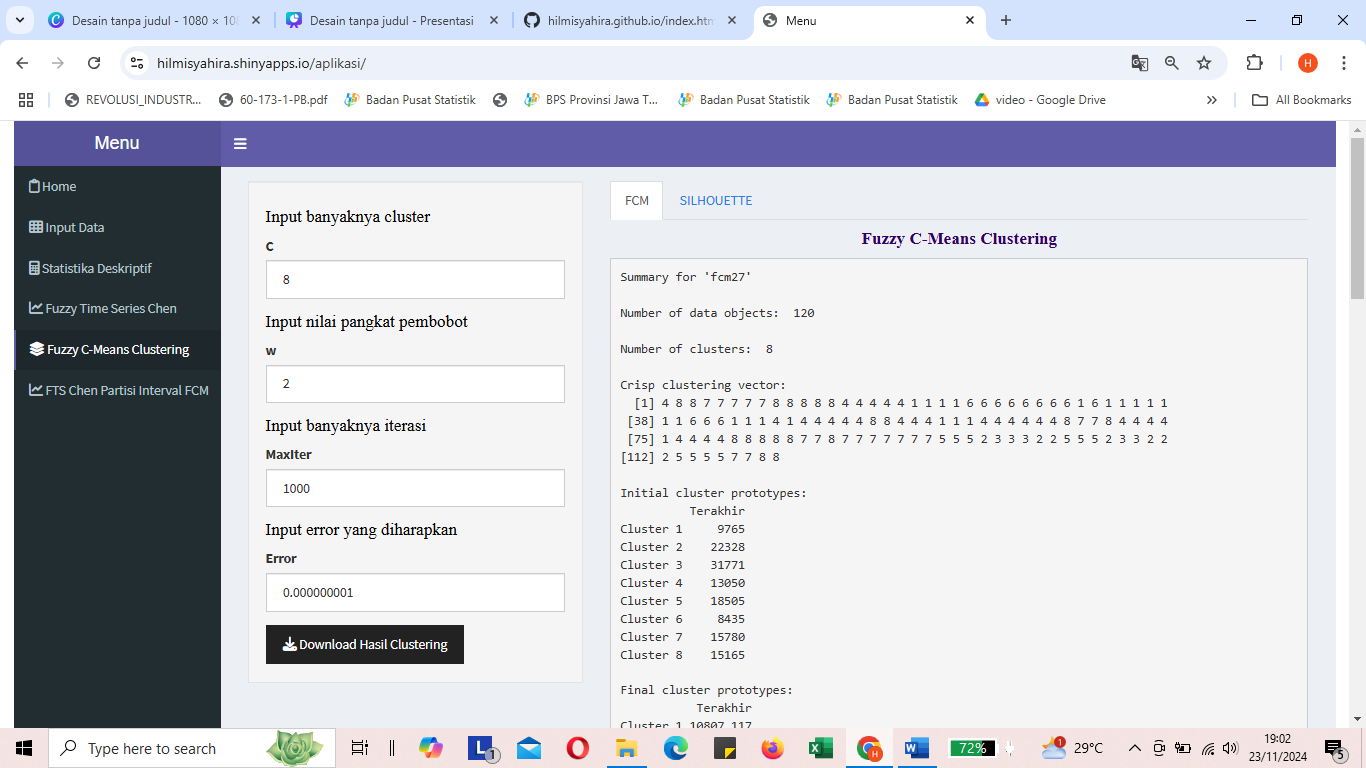 Desain tanpa judul - 1080 × 10
Desain tanpa judul - Presentasi
hilmisyahira.github.io/index.htm
Menu
hilmisyahira.shinyapps.io/aplikasi/
H
REVOLUSI_INDUSTR...
60-173-1-PB.pdf
Badan Pusat Statistik
BPS Provinsi Jawa T...
Badan Pusat Statistik
Badan Pusat Statistik
video - Google Drive
All Bookmarks
Menu
Home
Input Data
Statistika Deskriptif
Fuzzy Time Series Chen
Fuzzy C-Means Clustering
FTS Chen Partisi Interval FCM
Input banyaknya cluster
C
8
Input nilai pangkat pembobot
w
2
Input banyaknya iterasi
MaxIter
1000
Input error yang diharapkan
Error
0.000000001
Download Hasil Clustering
FCM
SILHOUETTE
Fuzzy C-Means Clustering
Summary for 'fcm27'
Number of data objects:  120
Number of clusters:  8
Crisp clustering vector:
[1] 4 8 8 7 7 7 7 7 8 8 8 8 8 4 4 4 4 4 1 1 1 1 6 6 6 6 6 6 6 6 1 6 1 1 1 1 1
[38] 1 1 6 6 6 1 1 1 4 1 4 4 4 4 4 8 8 4 4 4 1 1 1 4 4 4 4 4 4 8 7 7 8 4 4 4 4
[75] 1 4 4 4 4 8 8 8 8 8 7 7 8 7 7 7 7 7 7 7 5 5 5 2 3 3 3 2 2 5 5 5 2 3 3 2 2
[112] 2 5 5 5 5 7 7 8 8
Initial cluster prototypes:
Terakhir
Cluster 1     9765
Cluster 2    22328
Cluster 3    31771
Cluster 4    13050
Cluster 5    18505
Cluster 6     8435
Cluster 7    15780
Cluster 8    15165
Final cluster prototypes:
Terakhir
Cluster 1 10807.117
Type here to search
L
1
72%
1
29°C
19:02
23/11/2024
5